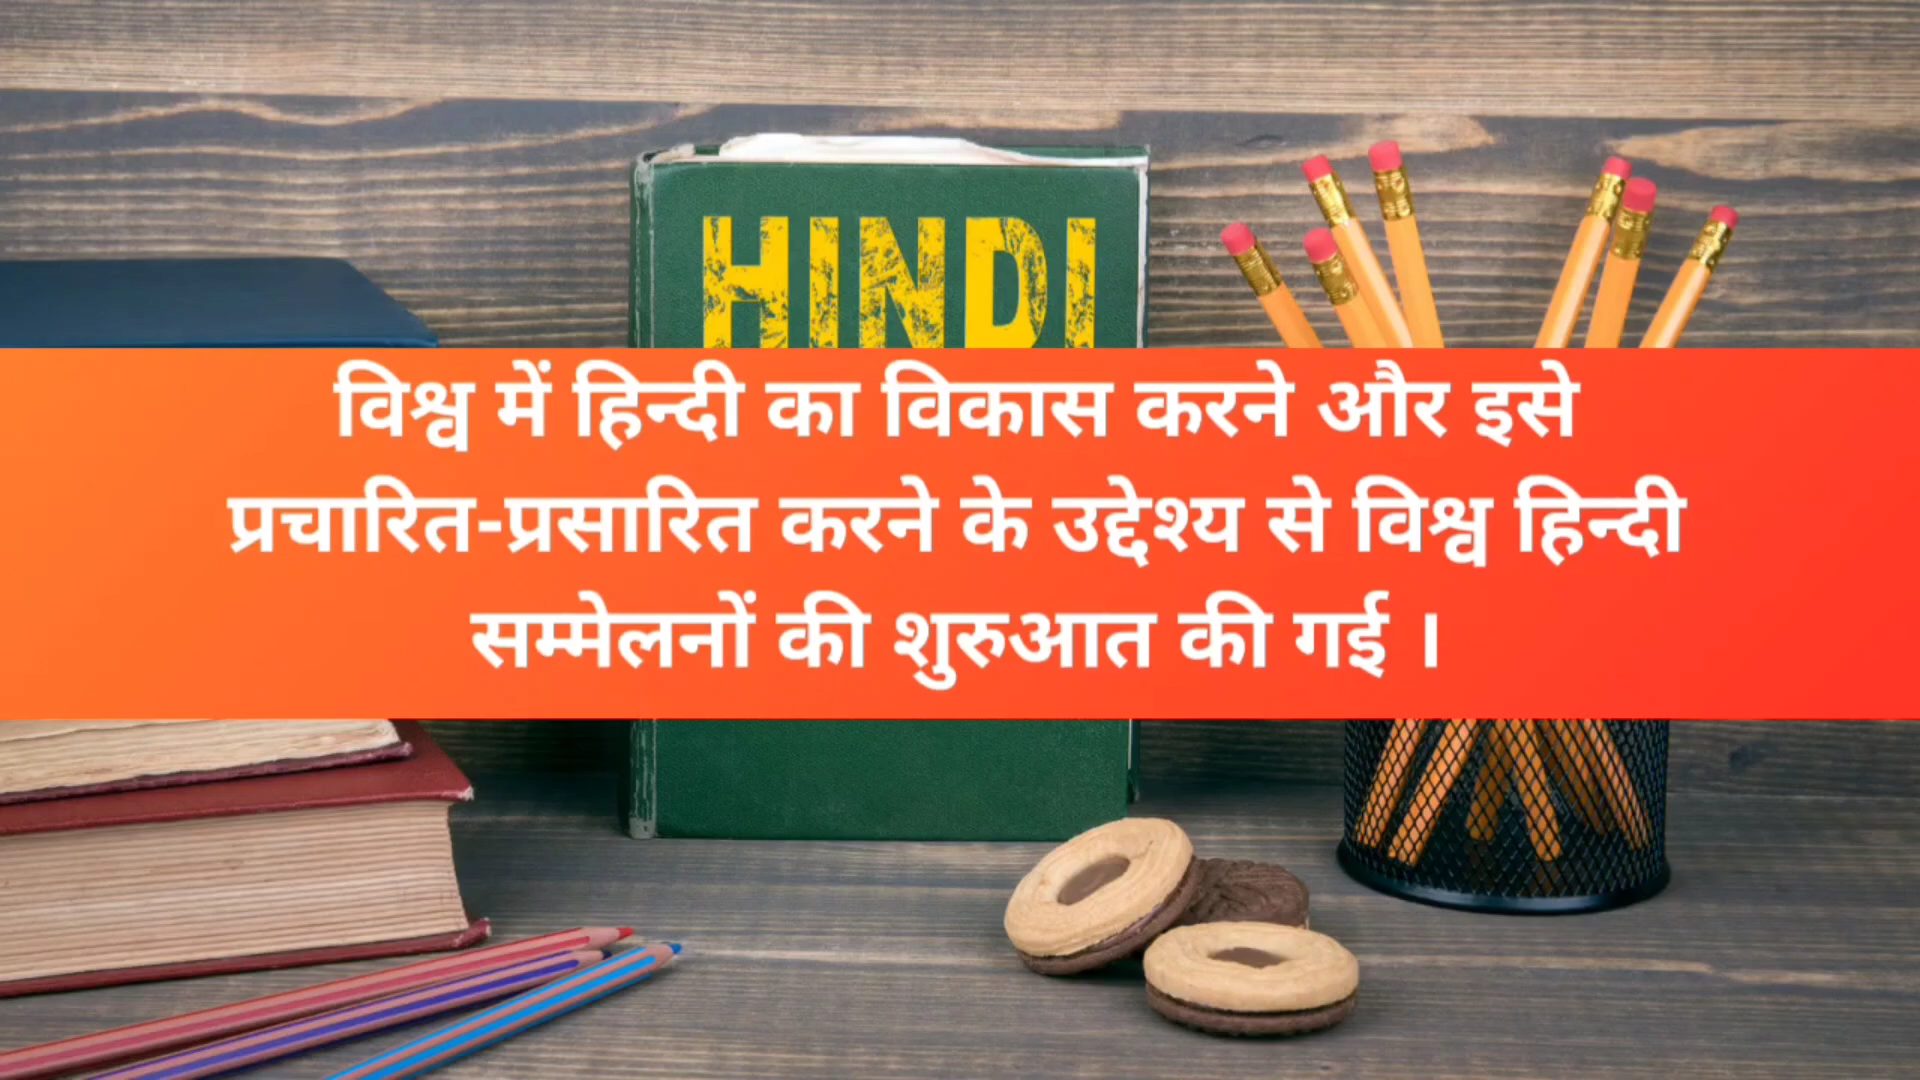 HINDI
विश्व में हिन्दी का विकास करने और इसे
प्रचारित-प्रसारित करने के उद्देश्य से विश्व हिन्दी
सम्मेलनों की शुरुआत की गई ।